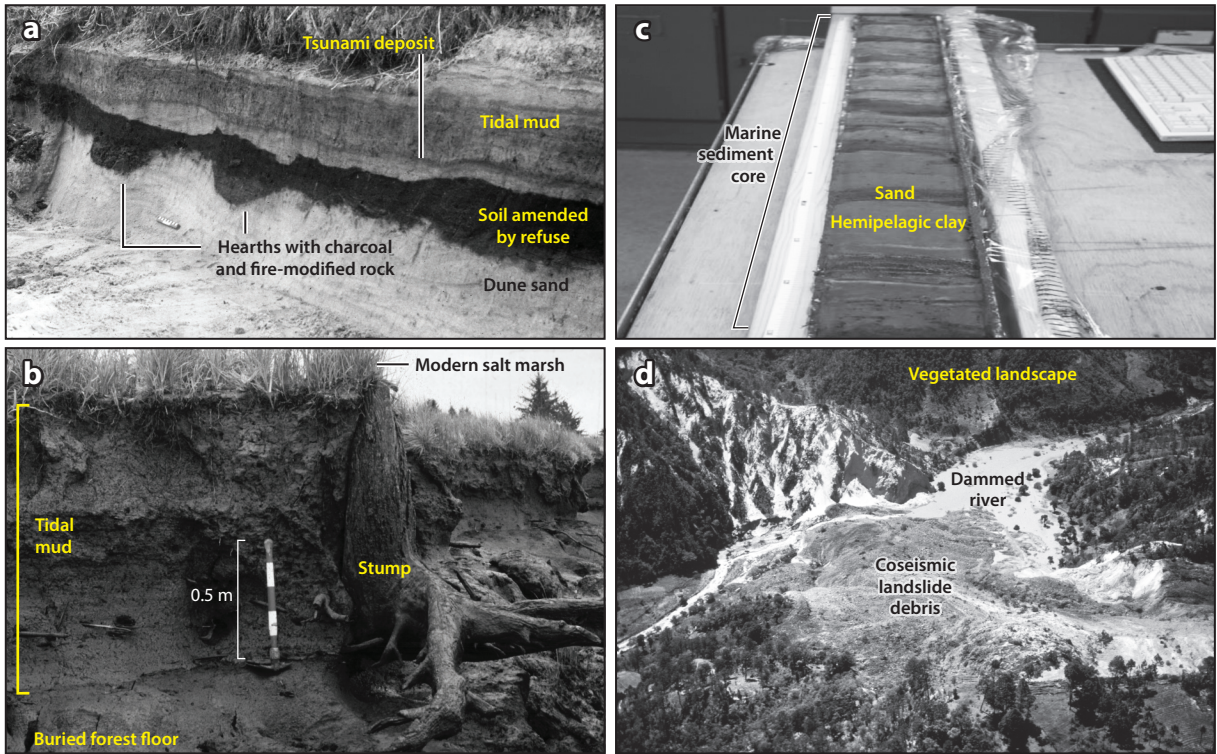 a
Tsunami deposit
Tidal mud
Soil amended
by refuse
Hearths with charcoal
and fire-modified rock
Dune sand
b
Modern salt marsh
Tidal
mud
0.5 m
Stump
Buried forest floor
c
Marine
sediment
core
Sand
Hemipelagic clay
d
Vegetated landscape
Dammed
river
Coseismic
landslide
debris